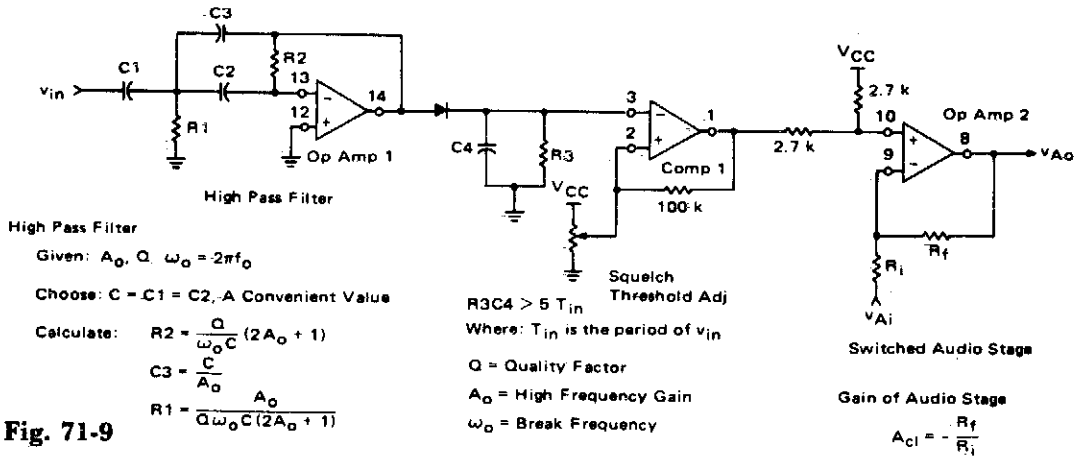 C3
C1
C2
R2
vin
13
14
12
R1
Op Amp 1
High Pass Filter
C4
R3
3
1
2
Comp 1
VCC
100 k
Squelch
Threshold Adj
2.7 k
VCC
2.7 k
10
Op Amp 2
8
9
vAo
Rf
Ri
vAi
Switched Audio Stage
High Pass Filter
Given: Ao, Q ωo = 2πfo
Choose: C = C1 = C2, A Convenient Value
Calculate: R2 = Q/ωoC (2Ao + 1)
C3 = C/Ao
R1 = Ao/QωoC(2Ao + 1)
R3C4 > 5 Tin
Where: Tin is the period of vin
Q = Quality Factor
Ao = High Frequency Gain
ωo = Break Frequency
Gain of Audio Stage
Acl = - Rf/Ri
Fig. 71-9